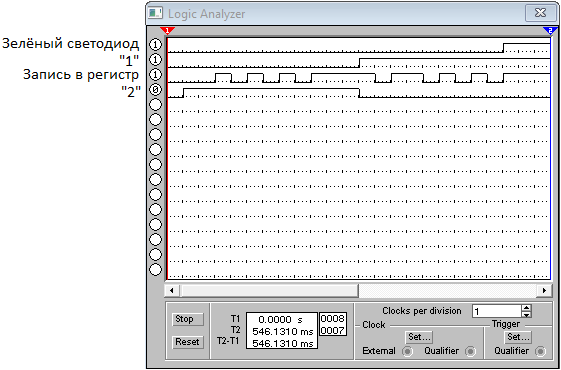 Logic Analyzer
1 2
Зелёный светодиод 1
"1" 1
Запись в регистр 1
"2" 0
Stop
Reset
T1 0.0000 s 0008
T2 546.1310 ms 0007
T2-T1 546.1310 ms
Clocks per division 1
Clock
Set...
External Qualifier
Trigger
Set...
Qualifier